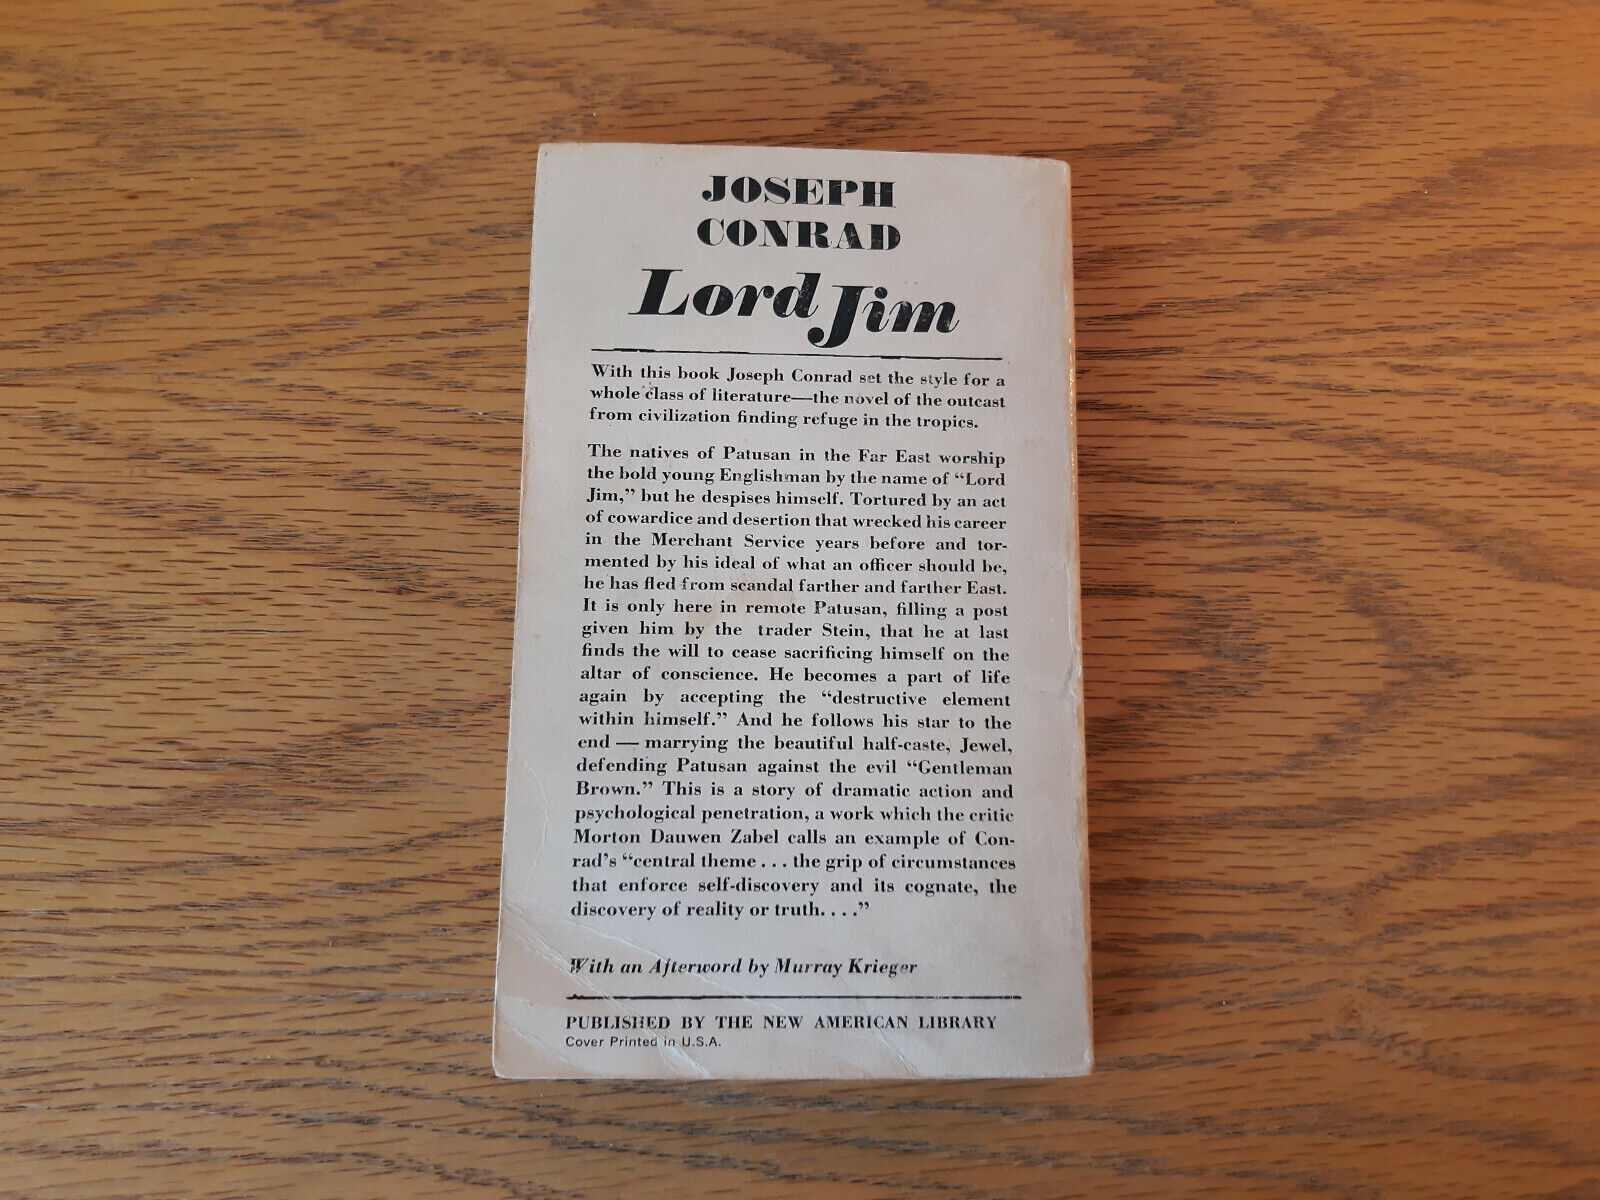 JOSEPH
CONRAD
Lord Jim
With this book Joseph Conrad set the style for a
whole class of literature—the novel of the outcast
from civilization finding refuge in the tropics.
The natives of Patusan in the Far East worship
the bold young Englishman by the name of “Lord
Jim,” but he despises himself. Tortured by an act
of cowardice and desertion that wrecked his career
in the Merchant Service years before and tor-
mented by his ideal of what an officer should be,
he has fled from scandal farther and farther East.
It is only here in remote Patusan, filling a post
given him by the trader Stein, that he at last
finds the will to cease sacrificing himself on the
altar of conscience. He becomes a part of life
again by accepting the “destructive element
within himself.” And he follows his star to the
end — marrying the beautiful half-caste, Jewel,
defending Patusan against the evil “Gentleman
Brown.” This is a story of dramatic action and
psychological penetration, a work which the critic
Morton Dauwen Zabel calls an example of Con-
rad’s “central theme . . . the grip of circumstances
that enforce self-discovery and its cognate, the
discovery of reality or truth. . . .”
With an Afterword by Murray Krieger
PUBLISHED BY THE NEW AMERICAN LIBRARY
Cover Printed in U.S.A.